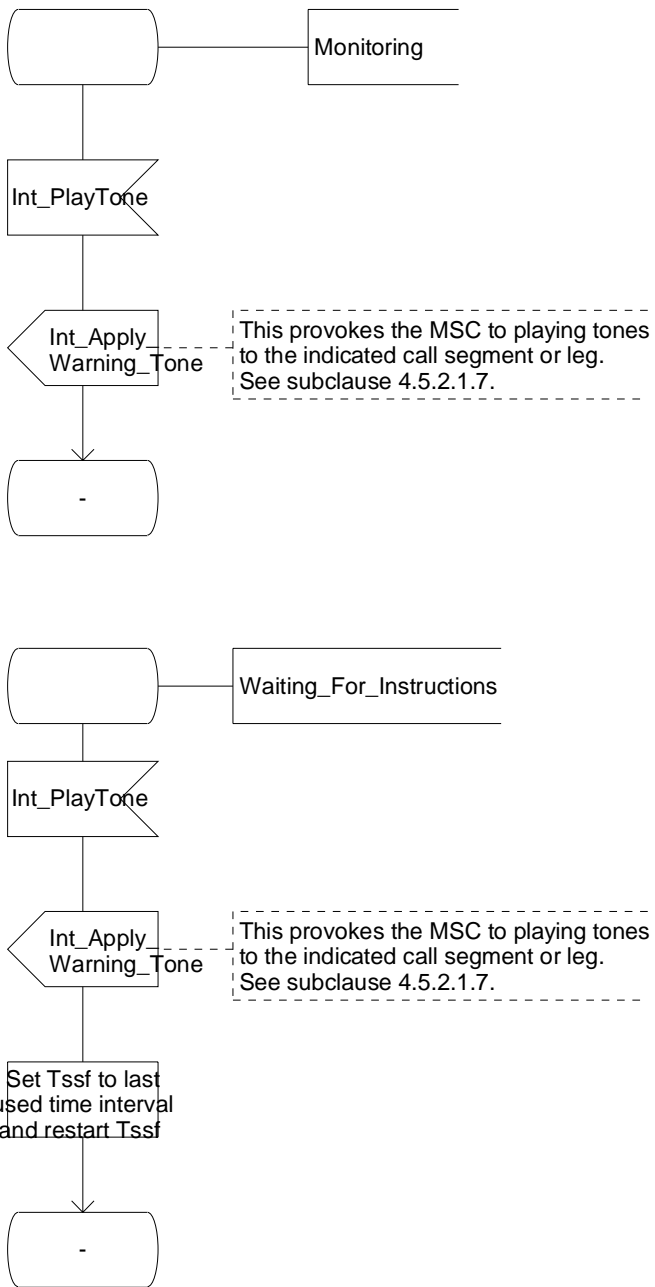 Monitoring
Int_PlayTone
Int_Apply_
Warning_Tone
This provokes the MSC to playing tones
to the indicated call segment or leg.
See subclause 4.5.2.1.7.
-
Waiting_For_Instructions
Int_PlayTone
Int_Apply_
Warning_Tone
This provokes the MSC to playing tones
to the indicated call segment or leg.
See subclause 4.5.2.1.7.
Set Tssf to last
used time interval
and restart Tssf
-